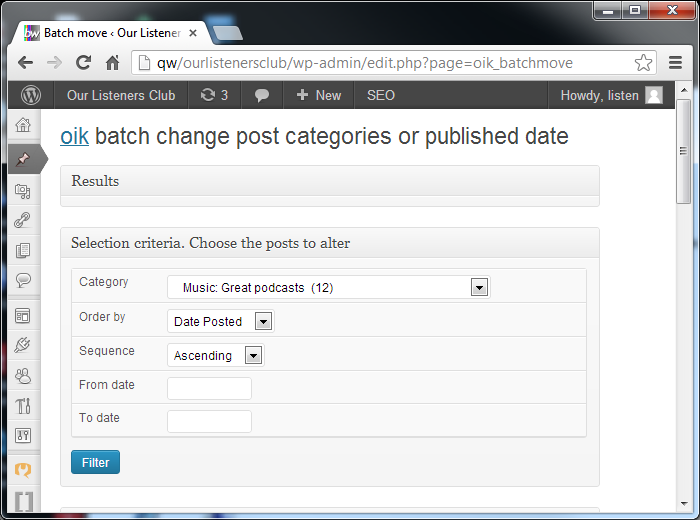 Batch move ‹ Our Listener
qw/ourlistenersclub/wp-admin/edit.php?page=oik_batchmove
Our Listeners Club 3 + New SEO Howdy, listen
oik batch change post categories or published date
Results
Selection criteria. Choose the posts to alter
Category Music: Great podcasts (12)
Order by Date Posted
Sequence Ascending
From date
To date
Filter